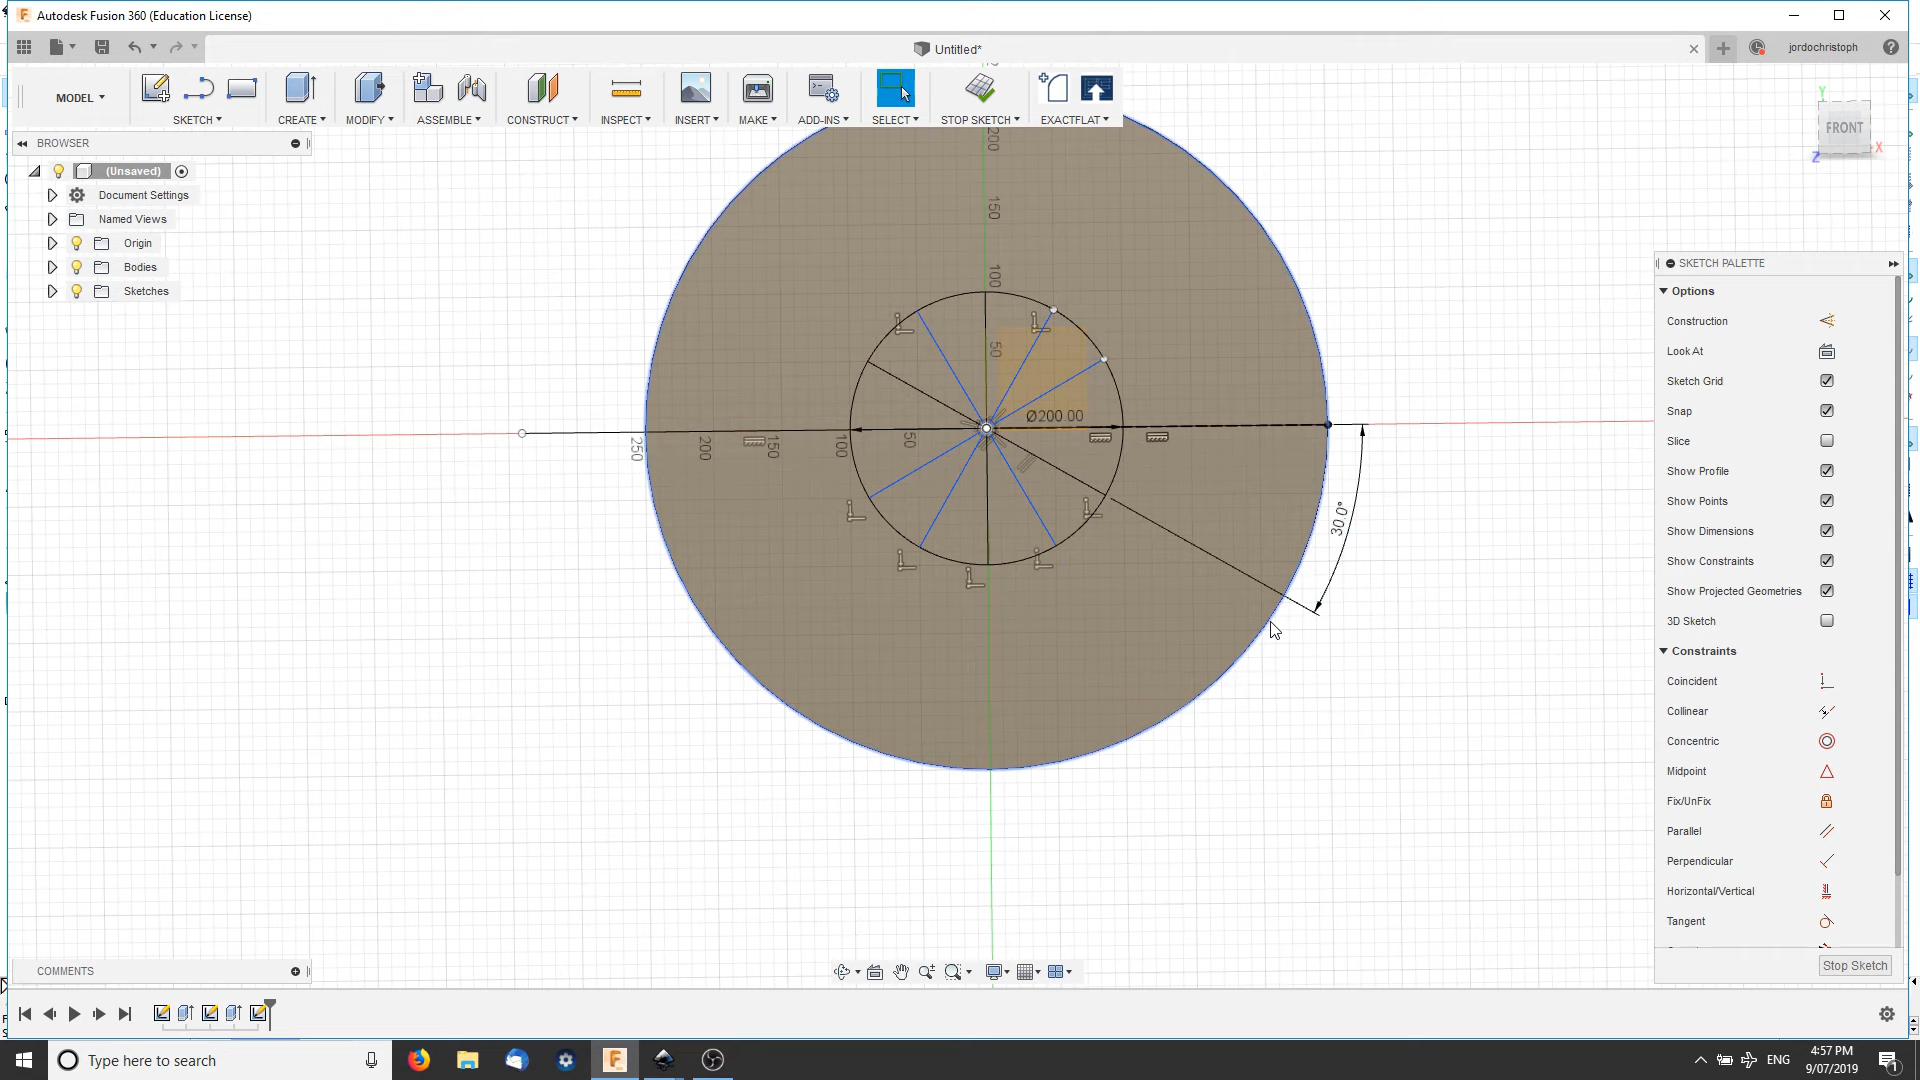 Autodesk Fusion 360 (Education License)
Untitled*
jordochristoph
MODEL
SKETCH
CREATE
MODIFY
ASSEMBLE
CONSTRUCT
INSPECT
INSERT
MAKE
ADD-INS
SELECT
STOP SKETCH
EXACTFLAT
BROWSER
(Unsaved)
Document Settings
Named Views
Origin
Bodies
Sketches
Y
FRONT
X
Z
200
150
100
50
Ø200.00
250
200
150
100
50
30.0°
SKETCH PALETTE
Options
Construction
Look At
Sketch Grid
Snap
Slice
Show Profile
Show Points
Show Dimensions
Show Constraints
Show Projected Geometries
3D Sketch
Constraints
Coincident
Collinear
Concentric
Midpoint
Fix/UnFix
Parallel
Perpendicular
Horizontal/Vertical
Tangent
Stop Sketch
COMMENTS
Type here to search
ENG
4:57 PM
9/07/2019
1